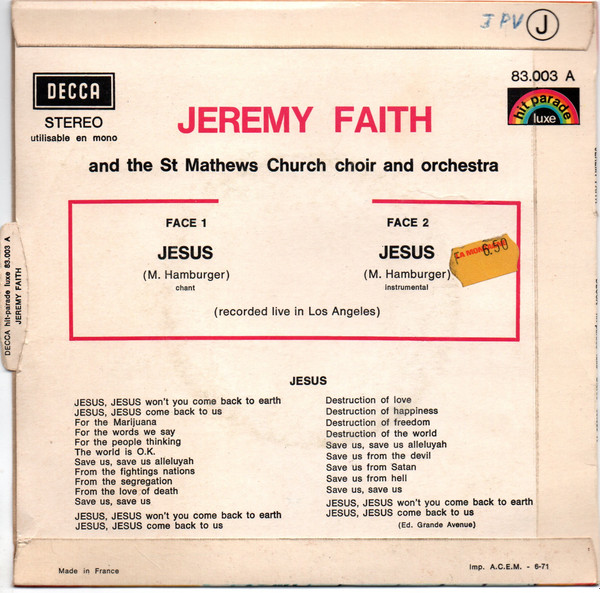 J PV J
83.003 A
DECCA
hit parade
luxe
STEREO
utilisable en mono
JEREMY FAITH
and the St Mathews Church choir and orchestra
FACE 1
JESUS
(M. Hamburger)
chant
FACE 2
JESUS
(M. Hamburger)
instrumental
6.50
(recorded live in Los Angeles)
DECCA hit-parade luxe 83.003 A
JEREMY FAITH
JESUS
JESUS, JESUS won't you come back to earth
JESUS, JESUS come back to us
For the Marijuana
For the words we say
For the people thinking
The world is O.K.
Save us, save us alleluyah
From the fightings nations
From the segregation
From the love of death
Save us, save us
JESUS, JESUS won't you come back to earth
JESUS, JESUS come back to us
Destruction of love
Destruction of happiness
Destruction of freedom
Destruction of the world
Save us, save us, alleluyah
Save us from the devil
Save us from Satan
Save us from hell
Save us, save us
JESUS, JESUS won't you come back to earth
JESUS, JESUS come back to us
(Ed. Grande Avenue)
Made in France
Imp. A.C.E.M. - 6-71